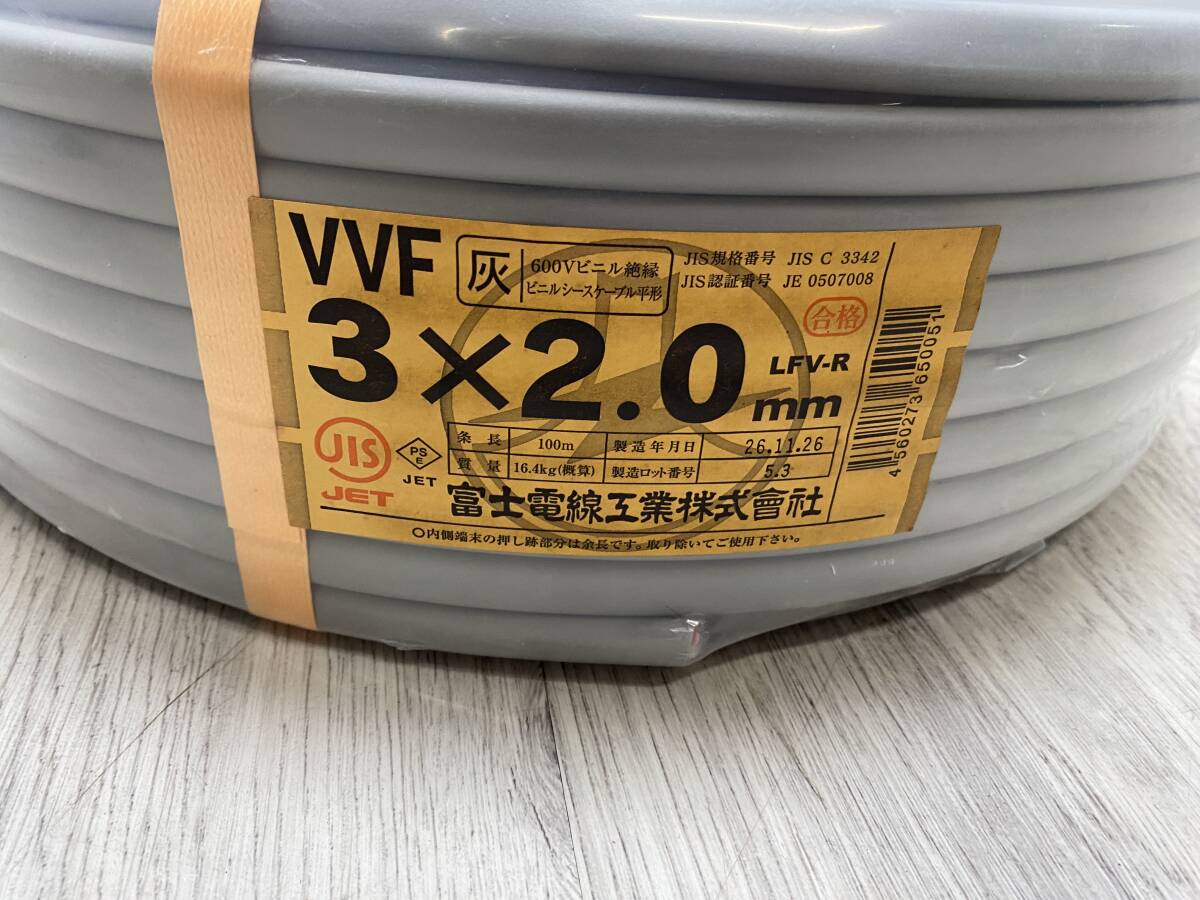 VVF 灰 600Vビニル絶縁
ビニルシースケーブル平形
JIS規格番号 JIS C 3342
JIS認証番号 JE 0507008
合格
3×2.0mm
LFV-R
JIS
JET
PS
E
JET
条長 100m 製造年月日 26.11.26
質量 16.4kg(概算) 製造ロット番号 5.3
富士電線工業株式會社
○内側端末の押し跡部分は余長です。取り除いてご使用下さい。
4560273650051